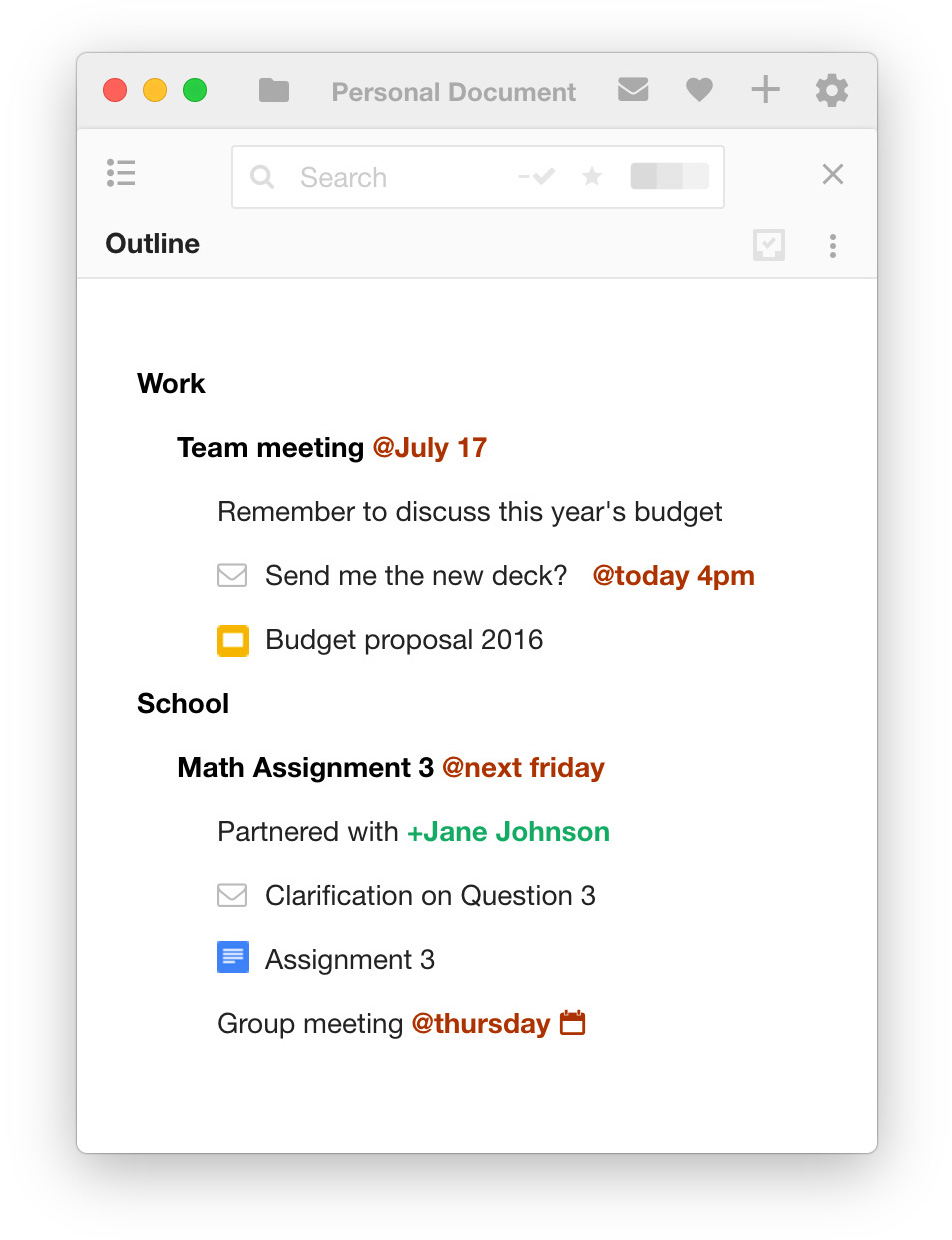 Personal Document
Search
Outline
Work
Team meeting @July 17
Remember to discuss this year's budget
Send me the new deck? @today 4pm
Budget proposal 2016
School
Math Assignment 3 @next friday
Partnered with +Jane Johnson
Clarification on Question 3
Assignment 3
Group meeting @thursday